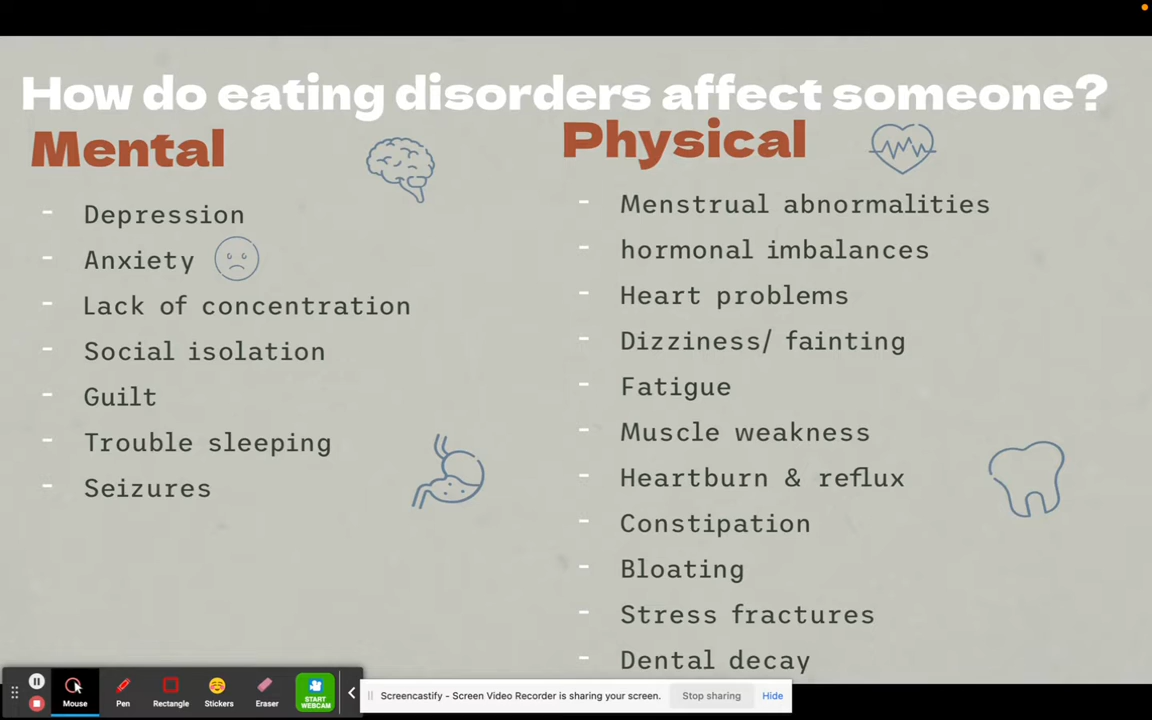 How do eating disorders affect someone?
Mental
- Depression
- Anxiety
- Lack of concentration
- Social isolation
- Guilt
- Trouble sleeping
- Seizures
Physical
- Menstrual abnormalities
- hormonal imbalances
- Heart problems
- Dizziness/ fainting
- Fatigue
- Muscle weakness
- Heartburn & reflux
- Constipation
- Bloating
- Stress fractures
- Dental decay
Mouse Pen Rectangle Stickers Eraser START WEBCAM
Screencastify - Screen Video Recorder is sharing your screen. Stop sharing Hide